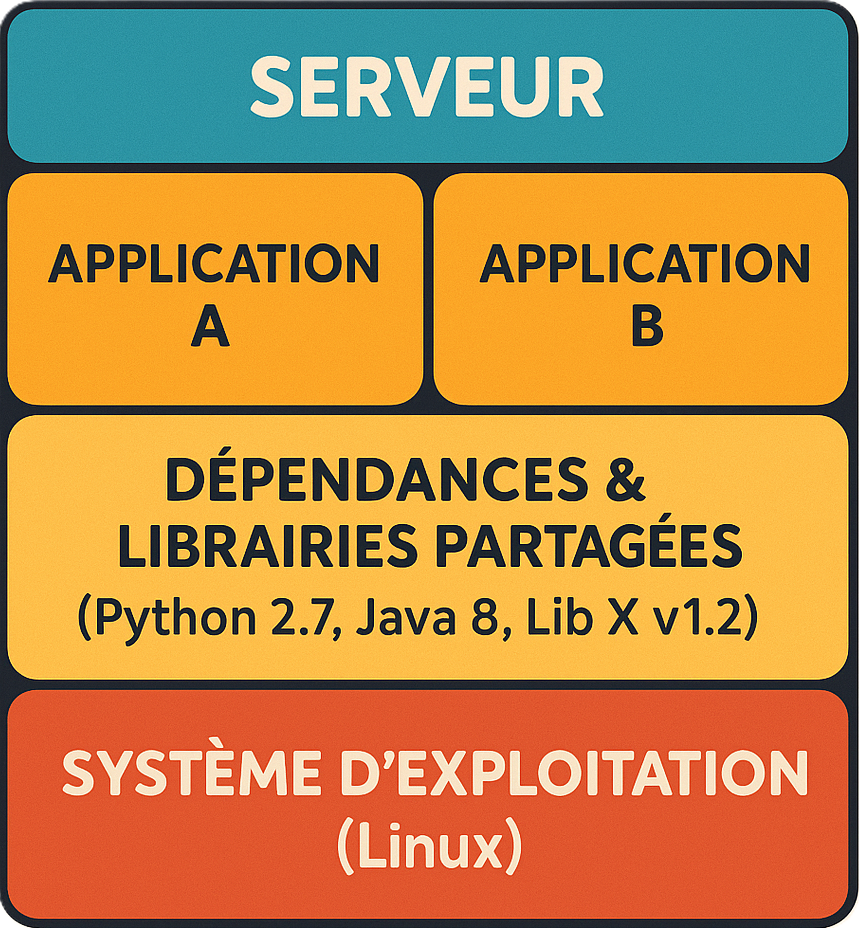 SERVEUR
APPLICATION
A
APPLICATION
B
DÉPENDANCES &
LIBRAIRIES PARTAGÉES
(Python 2.7, Java 8, Lib X v1.2)
SYSTÈME D’EXPLOITATION
(Linux)